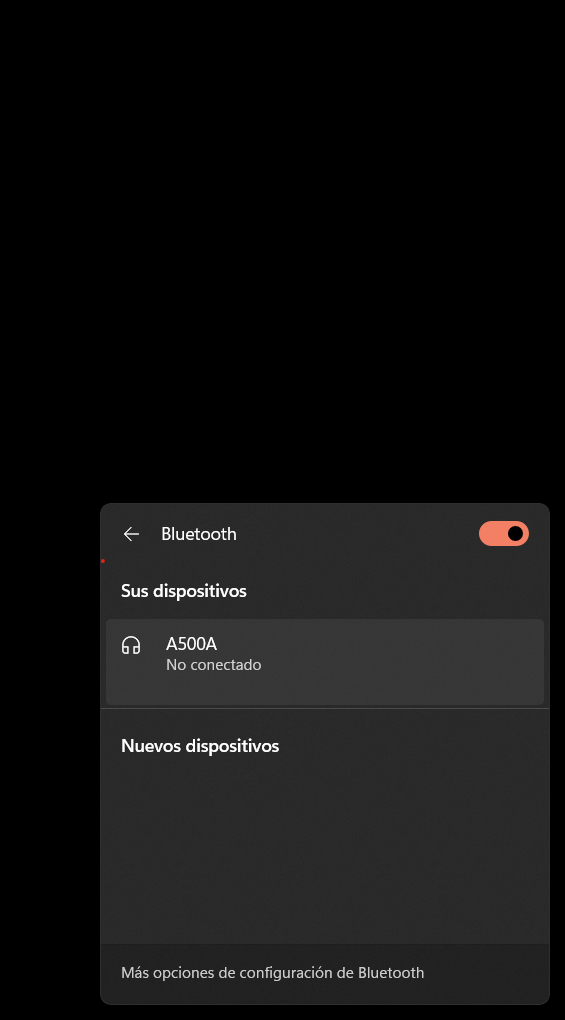 Bluetooth
Sus dispositivos
A500A
No conectado
Nuevos dispositivos
Más opciones de configuración de Bluetooth